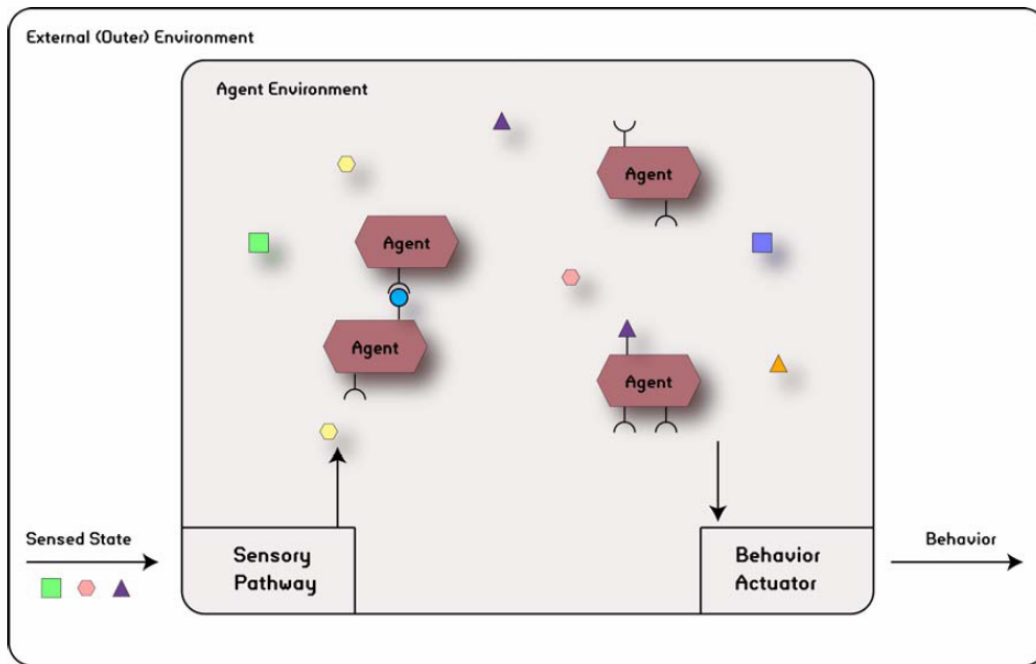 External (Outer) Environment
Agent Environment
Agent
Agent
Agent
Agent
Sensed State
Sensory
Pathway
Behavior
Actuator
Behavior